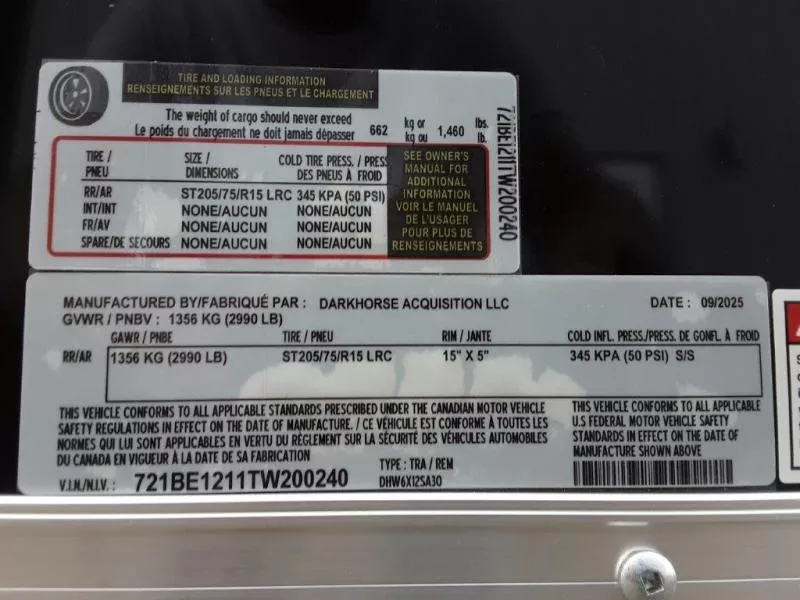 TIRE AND LOADING INFORMATION
RENSEIGNEMENTS SUR LES PNEUS ET LE CHARGEMENT
The weight of cargo should never exceed kg or lbs.
Le poids du chargement ne doit jamais dépasser 662 kg ou 1,460 lb.
TIRE / SIZE / COLD TIRE PRESS. / PRESS
PNEU DIMENSIONS DES PNEUS À FROID
RR/AR ST205/75/R15 LRC 345 KPA (50 PSI)
INT/INT NONE/AUCUN NONE/AUCUN
FR/AV NONE/AUCUN NONE/AUCUN
SPARE/DE SECOURS NONE/AUCUN NONE/AUCUN
SEE OWNER'S
MANUAL FOR
ADDITIONAL
INFORMATION
VOIR LE MANUEL
DE L'USAGER
POUR PLUS DE
RENSEIGNEMENTS
721BE1211TW200240
MANUFACTURED BY/FABRIQUÉ PAR : DARKHORSE ACQUISITION LLC DATE : 09/2025
GVWR / PNBV : 1356 KG (2990 LB)
GAWR / PNBE TIRE / PNEU RIM / JANTE COLD INFL. PRESS./PRESS. DE GONFL. À FROID
RR/AR 1356 KG (2990 LB) ST205/75/R15 LRC 15" X 5" 345 KPA (50 PSI) S/S
THIS VEHICLE CONFORMS TO ALL APPLICABLE STANDARDS PRESCRIBED UNDER THE CANADIAN MOTOR VEHICLE
SAFETY REGULATIONS IN EFFECT ON THE DATE OF MANUFACTURE. / CE VÉHICULE EST CONFORME À TOUTES LES
NORMES QUI LUI SONT APPLICABLES EN VERTU DU RÈGLEMENT SUR LA SÉCURITÉ DES VÉHICULES AUTOMOBILES
DU CANADA EN VIGUEUR À LA DATE DE SA FABRICATION
THIS VEHICLE CONFORMS TO ALL APPLICABLE
U.S FEDERAL MOTOR VEHICLE SAFETY
STANDARDS IN EFFECT ON THE DATE OF
MANUFACTURE SHOWN ABOVE
TYPE : TRA / REM
V.I.N./N.I.V. : 721BE1211TW200240 DHW6X12SA30